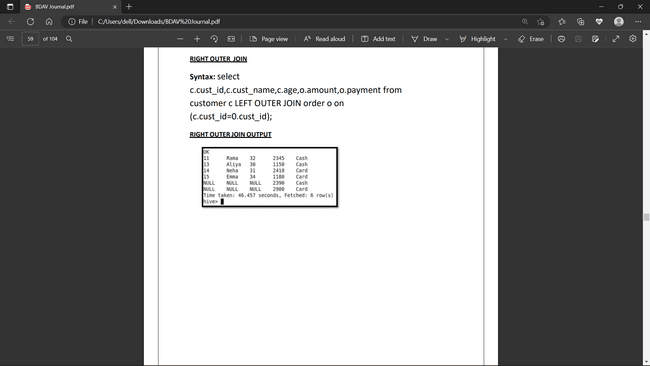 BDAV Journal.pdf
File C:/Users/dell/Downloads/BDAV%20Journal.pdf
59 of 104 Page view Read aloud Add text Draw Highlight Erase
RIGHT OUTER JOIN
Syntax: select
c.cust_id,c.cust_name,c.age,o.amount,o.payment from
customer c LEFT OUTER JOIN order o on
(c.cust_id=0.cust_id);
RIGHT OUTER JOIN OUTPUT
OK
11 Rama 32 2345 Cash
13 Aliya 30 1150 Cash
14 Neha 31 2418 Card
15 Emma 34 1180 Card
NULL NULL NULL 2390 Cash
NULL NULL NULL 2900 Card
Time taken: 46.457 seconds, Fetched: 6 row(s)
hive>